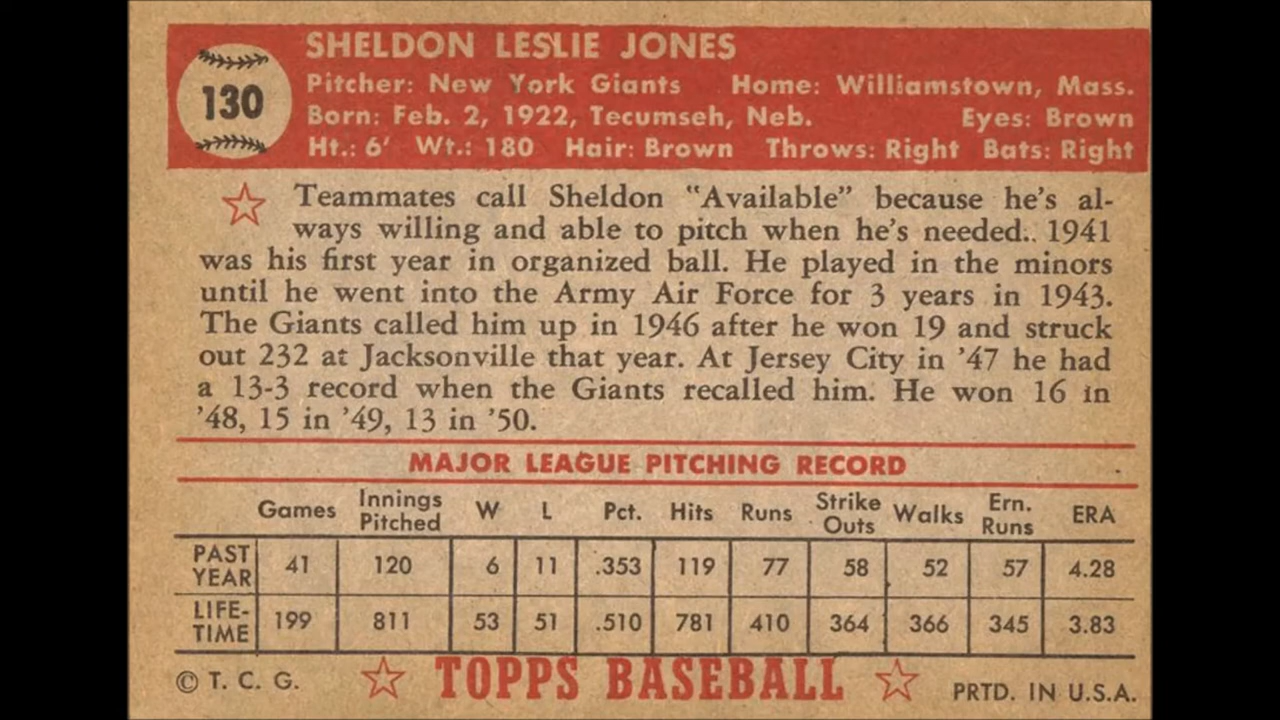 130
SHELDON LESLIE JONES
Pitcher: New York Giants Home: Williamstown, Mass.
Born: Feb. 2, 1922, Tecumseh, Neb. Eyes: Brown
Ht.: 6' Wt.: 180 Hair: Brown Throws: Right Bats: Right
Teammates call Sheldon "Available" because he's al-
ways willing and able to pitch when he's needed. 1941
was his first year in organized ball. He played in the minors
until he went into the Army Air Force for 3 years in 1943.
The Giants called him up in 1946 after he won 19 and struck
out 232 at Jacksonville that year. At Jersey City in '47 he had
a 13-3 record when the Giants recalled him. He won 16 in
'48, 15 in '49, 13 in '50.
MAJOR LEAGUE PITCHING RECORD
Games Innings Pitched W L Pct. Hits Runs Strike Outs Walks Ern. Runs ERA
PAST YEAR 41 120 6 11 .353 119 77 58 52 57 4.28
LIFE-TIME 199 811 53 51 .510 781 410 364 366 345 3.83
© T. C. G. TOPPS BASEBALL PRTD. IN U.S.A.